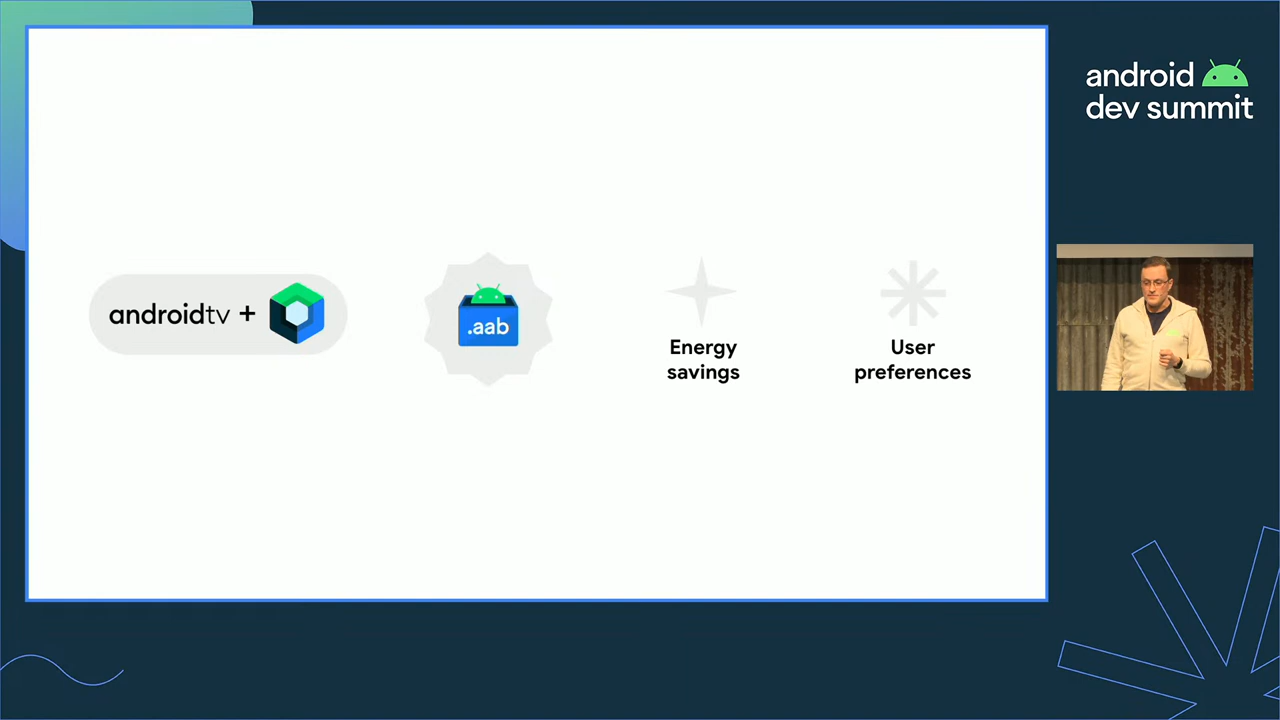 android
dev summit
androidtv +
.aab
Energy
savings
User
preferences